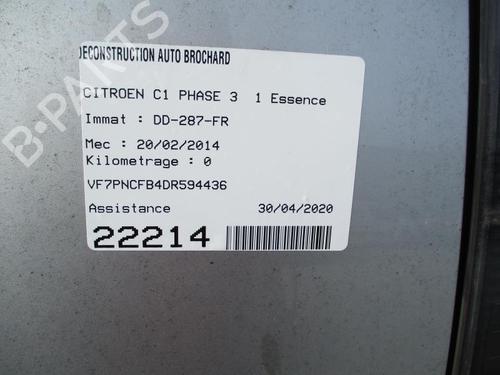 DECONSTRUCTION AUTO BROCHARD
CITROEN C1 PHASE 3 1 Essence
Immat : DD-287-FR
Mec : 20/02/2014
Kilometrage : 0
VF7PNCFB4DR594436
Assistance 30/04/2020
22214
B-PARTS